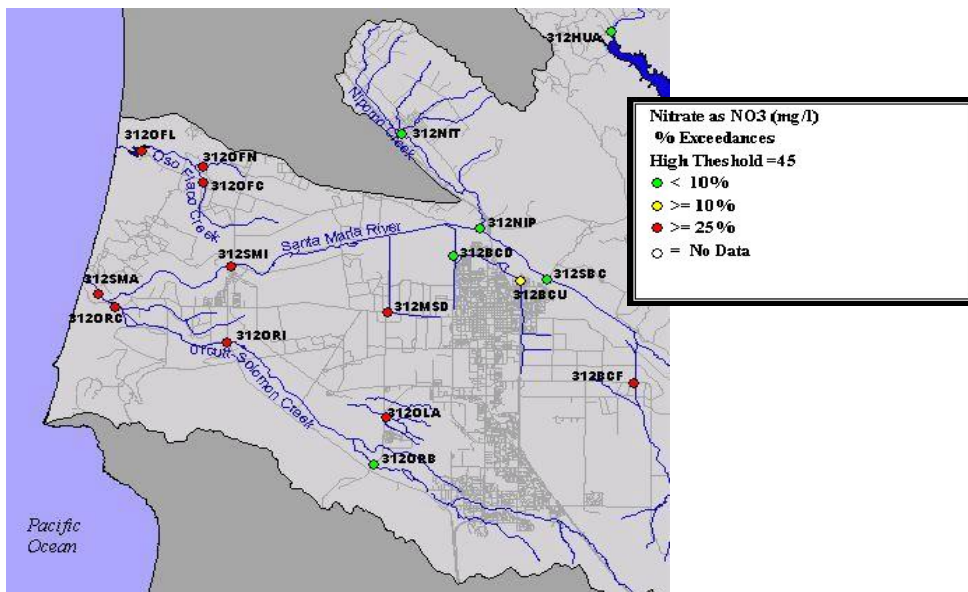 312HUA
Nipomo Creek
312NIT
312OFL
312OFN
Oso Flaco Creek
312OFC
312NIP
Santa Maria River
312BCD
312SMI
312SBC
312SMA
312BCU
312ORC
312MSD
312ORI
Orcutt-Solomon Creek
312BCF
312OLA
312ORB
Pacific
Ocean
Nitrate as NO3 (mg/l)
% Exceedances
High Threshold =45
< 10%
>= 10%
>= 25%
= No Data